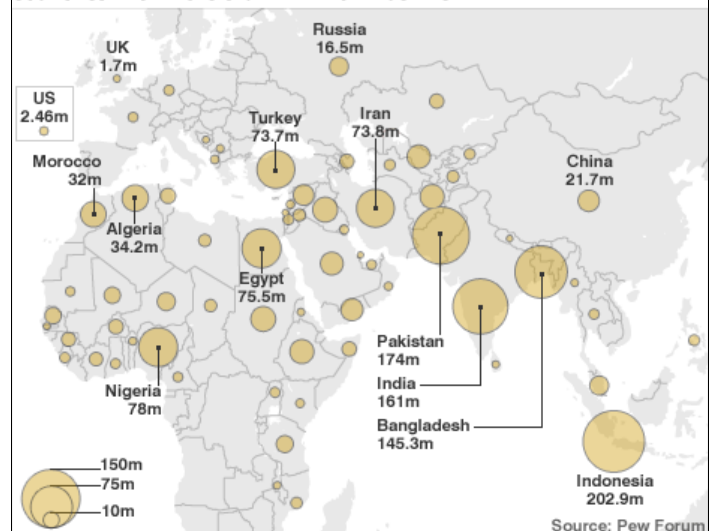 Russia
16.5m
UK
1.7m
US
2.46m
Turkey
73.7m
Iran
73.8m
Morocco
32m
China
21.7m
Algeria
34.2m
Egypt
75.5m
Pakistan
174m
Nigeria
78m
India
161m
Bangladesh
145.3m
150m
75m
10m
Indonesia
202.9m
Source: Pew Forum